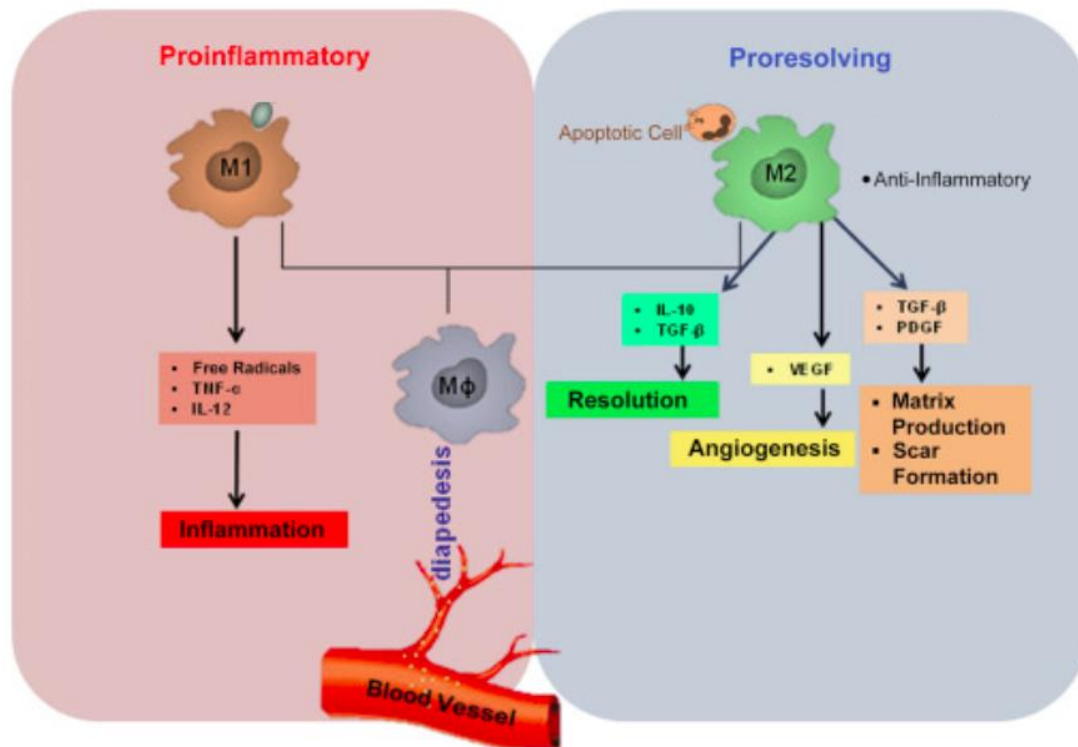 Proinflammatory
M1
• Free Radicals
• TNF-α
• IL-12
Inflammation
Mϕ
diapedesis
Blood Vessel
Proresolving
Apoptotic Cell
M2
• Anti-Inflammatory
• IL-10
• TGF-β
Resolution
• VEGF
Angiogenesis
• TGF-β
• PDGF
▪ Matrix
Production
▪ Scar
Formation